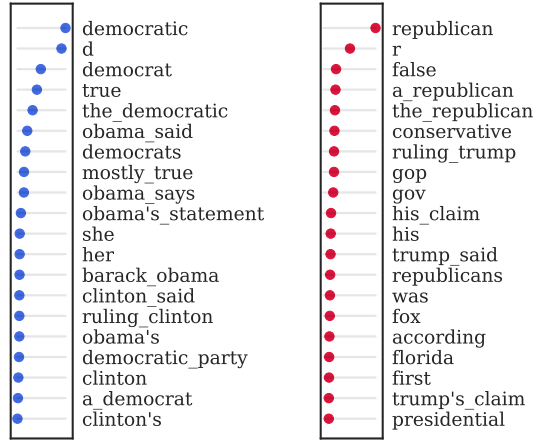 democratic
d
democrat
true
the_democratic
obama_said
democrats
mostly_true
obama_says
obama's_statement
she
her
barack_obama
clinton_said
ruling_clinton
obama's
democratic_party
clinton
a_democrat
clinton's
republican
r
false
a_republican
the_republican
conservative
ruling_trump
gop
gov
his_claim
his
trump_said
republicans
was
fox
according
florida
first
trump's_claim
presidential